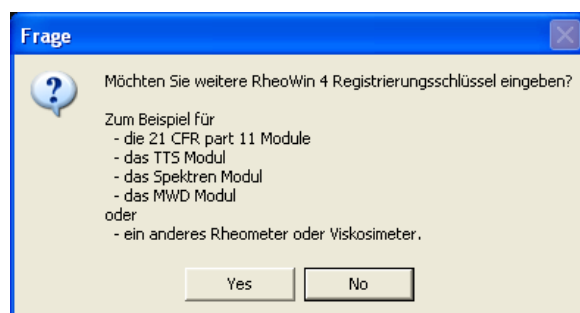 Frage
Möchten Sie weitere RheoWin 4 Registrierungsschlüssel eingeben?
Zum Beispiel für
- die 21 CFR part 11 Module
- das TTS Modul
- das Spektren Modul
- das MWD Modul
oder
- ein anderes Rheometer oder Viskosimeter.
Yes
No